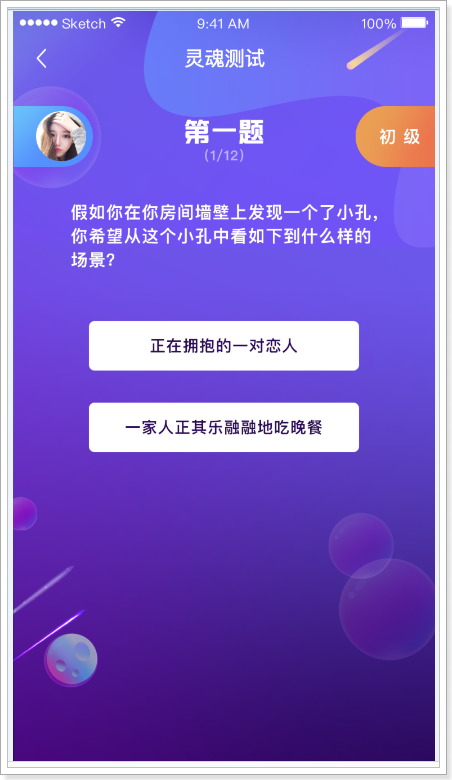 Sketch 9:41 AM 100%
灵魂测试
第一题
(1/12)
初级
假如你在你房间墙壁上发现一个了小孔，
你希望从这个小孔中看如下到什么样的
场景？
正在拥抱的一对恋人
一家人正其乐融融地吃晚餐